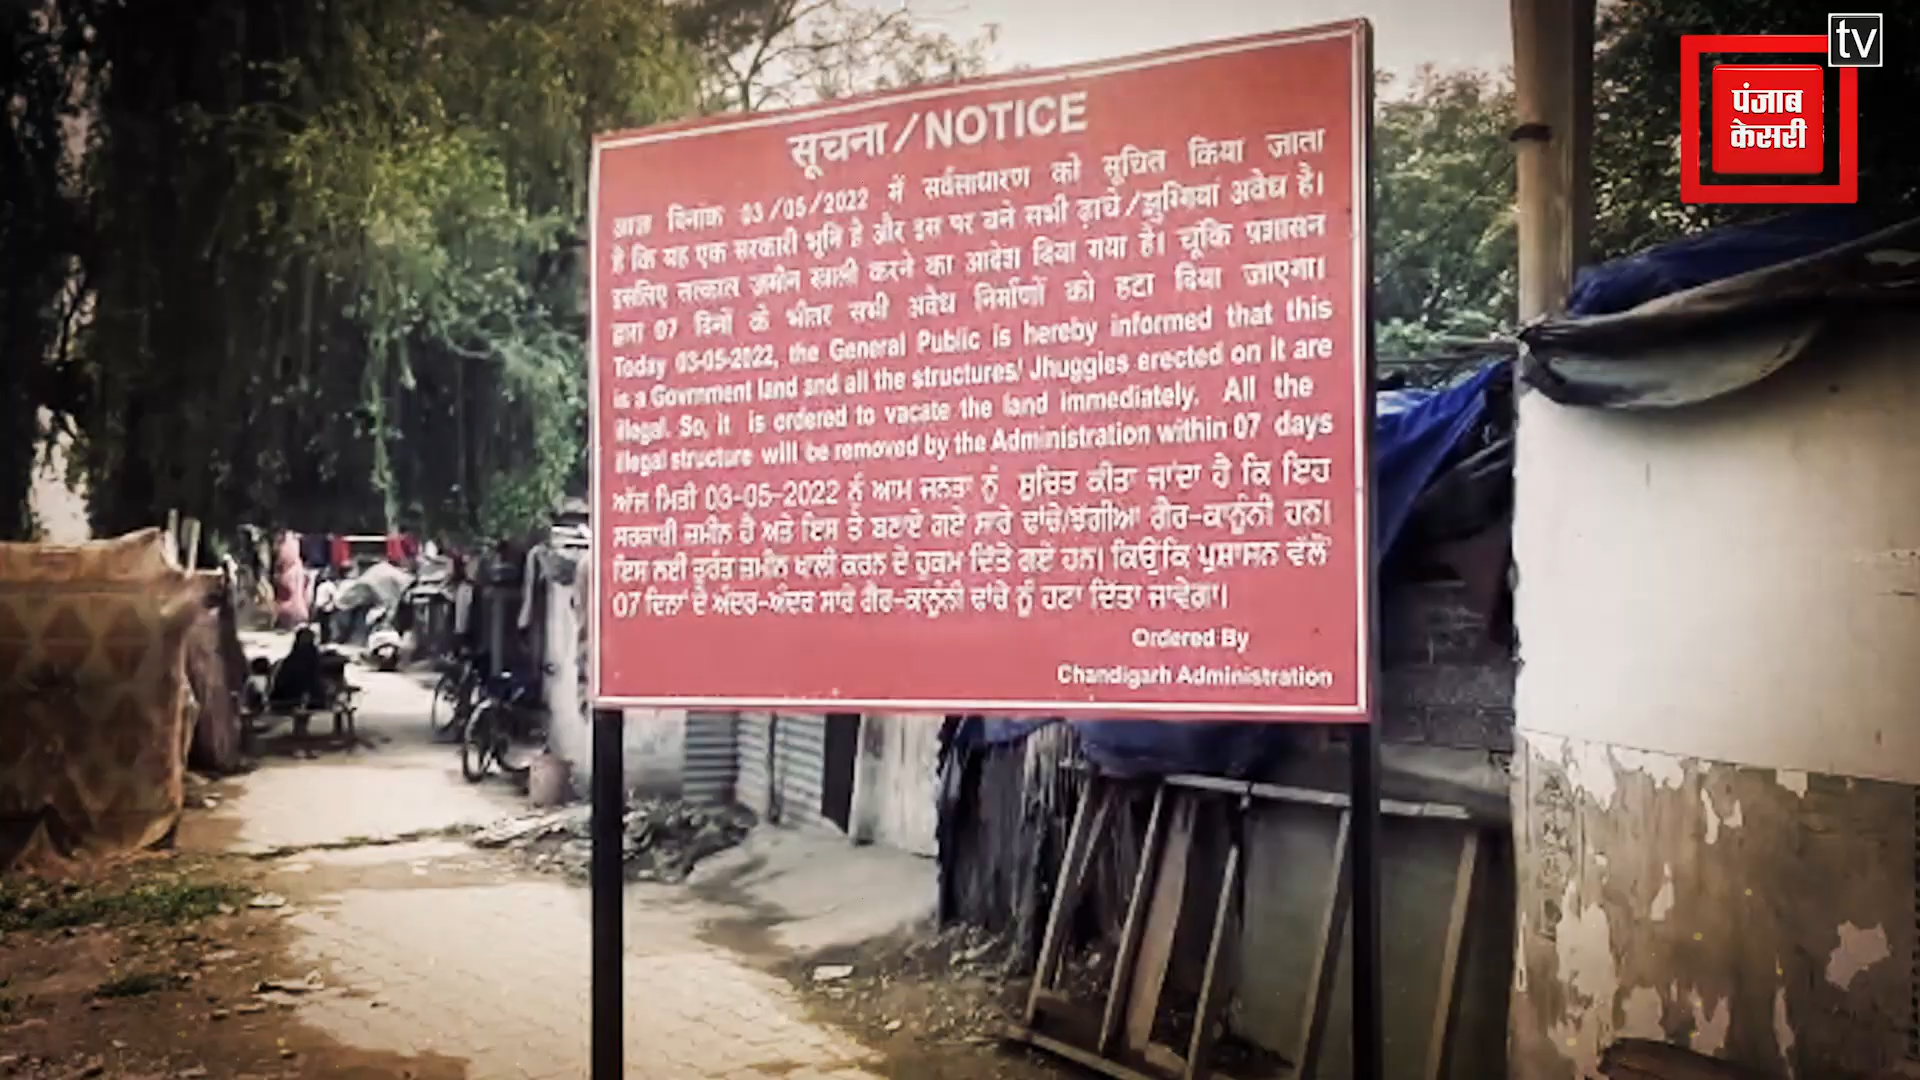 tv
पंजाब
केसरी
सूचना/NOTICE
आज दिनांक 03/05/2022 में सर्वसाधारण को सूचित किया जाता
है कि यह एक सरकारी भूमि है और इस पर बने सभी ढ़ाचे/झुग्गियां अवेध है।
इसलिए तत्काल ज़मीन खाली करने का आदेश दिया गया है। चूंकि प्रशासन
द्वारा 07 दिनों के भीतर सभी अवेध निर्माणों को हटा दिया जाएगा।
Today 03-05-2022, the General Public is hereby informed that this
is a Government land and all the structures/ Jhuggies erected on it are
illegal. So, it is ordered to vacate the land immediately. All the
illegal structure will be removed by the Administration within 07 days
ਅੱਜ ਮਿਤੀ 03-05-2022 ਨੂੰ ਆਮ ਜਨਤਾ ਨੂੰ ਸੁਚਿਤ ਕੀਤਾ ਜਾਂਦਾ ਹੈ ਕਿ ਇਹ
ਸਰਕਾਰੀ ਜ਼ਮੀਨ ਹੈ ਅਤੇ ਇਸ ਤੇ ਬਣਾਏ ਗਏ ਸਾਰੇ ਢਾਂਚੇ/ਝੱਗੀਆ ਗੈਰ-ਕਾਨੂੰਨੀ ਹਨ।
ਇਸ ਲਈ ਤੁਰੰਤ ਜ਼ਮੀਨ ਖਾਲੀ ਕਰਨ ਦੇ ਹੁਕਮ ਦਿੱਤੇ ਗਏ ਹਨ। ਕਿਉਂਕਿ ਪ੍ਰਸ਼ਾਸਨ ਵੱਲੋਂ
07 ਦਿਨਾਂ ਦੇ ਅੰਦਰ-ਅੰਦਰ ਸਾਰੇ ਗੈਰ-ਕਾਨੂੰਨੀ ਢਾਂਚੇ ਨੂੰ ਹਟਾ ਦਿੱਤਾ ਜਾਵੇਗਾ।
Ordered By
Chandigarh Administration